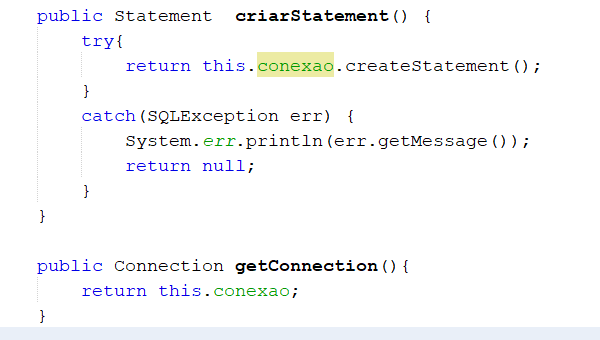 public Statement  criarStatement() {
    try{
        return this.conexao.createStatement();
    }
    catch(SQLException err) {
        System.err.println(err.getMessage());
        return null;
    }
}

public Connection getConnection(){
    return this.conexao;
}